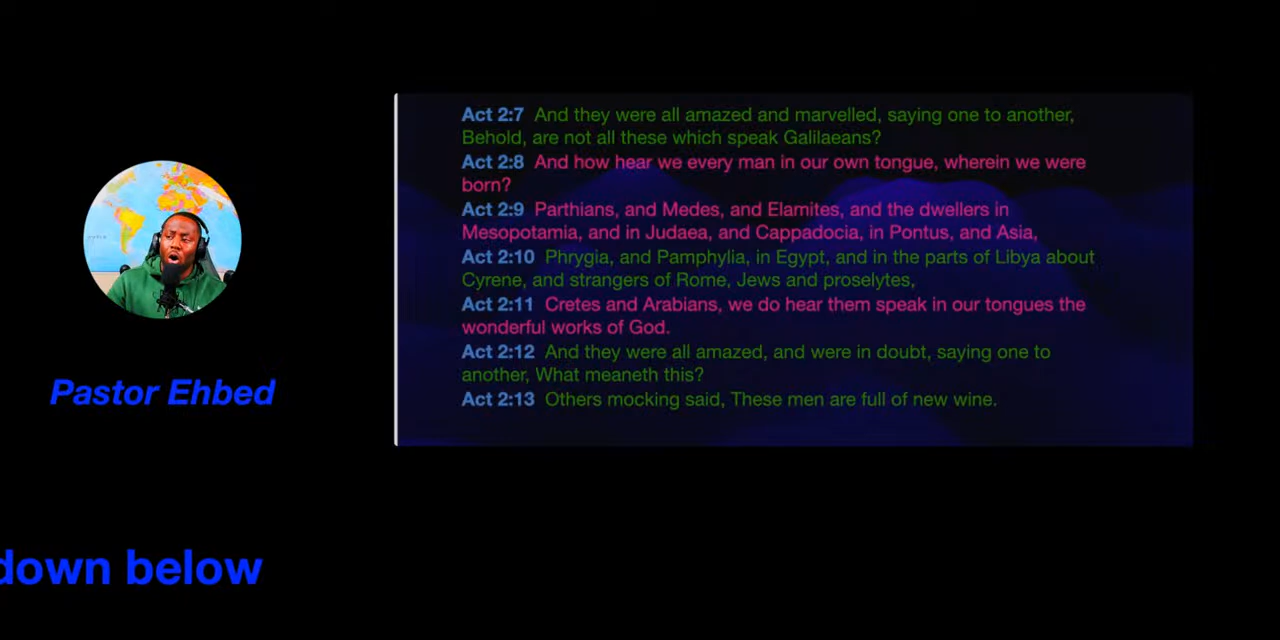 Act 2:7 And they were all amazed and marvelled, saying one to another,
Behold, are not all these which speak Galilaeans?
Act 2:8 And how hear we every man in our own tongue, wherein we were
born?
Act 2:9 Parthians, and Medes, and Elamites, and the dwellers in
Mesopotamia, and in Judaea, and Cappadocia, in Pontus, and Asia,
Act 2:10 Phrygia, and Pamphylia, in Egypt, and in the parts of Libya about
Cyrene, and strangers of Rome, Jews and proselytes,
Act 2:11 Cretes and Arabians, we do hear them speak in our tongues the
wonderful works of God.
Act 2:12 And they were all amazed, and were in doubt, saying one to
another, What meaneth this?
Act 2:13 Others mocking said, These men are full of new wine.
Pastor Ehbed
down below